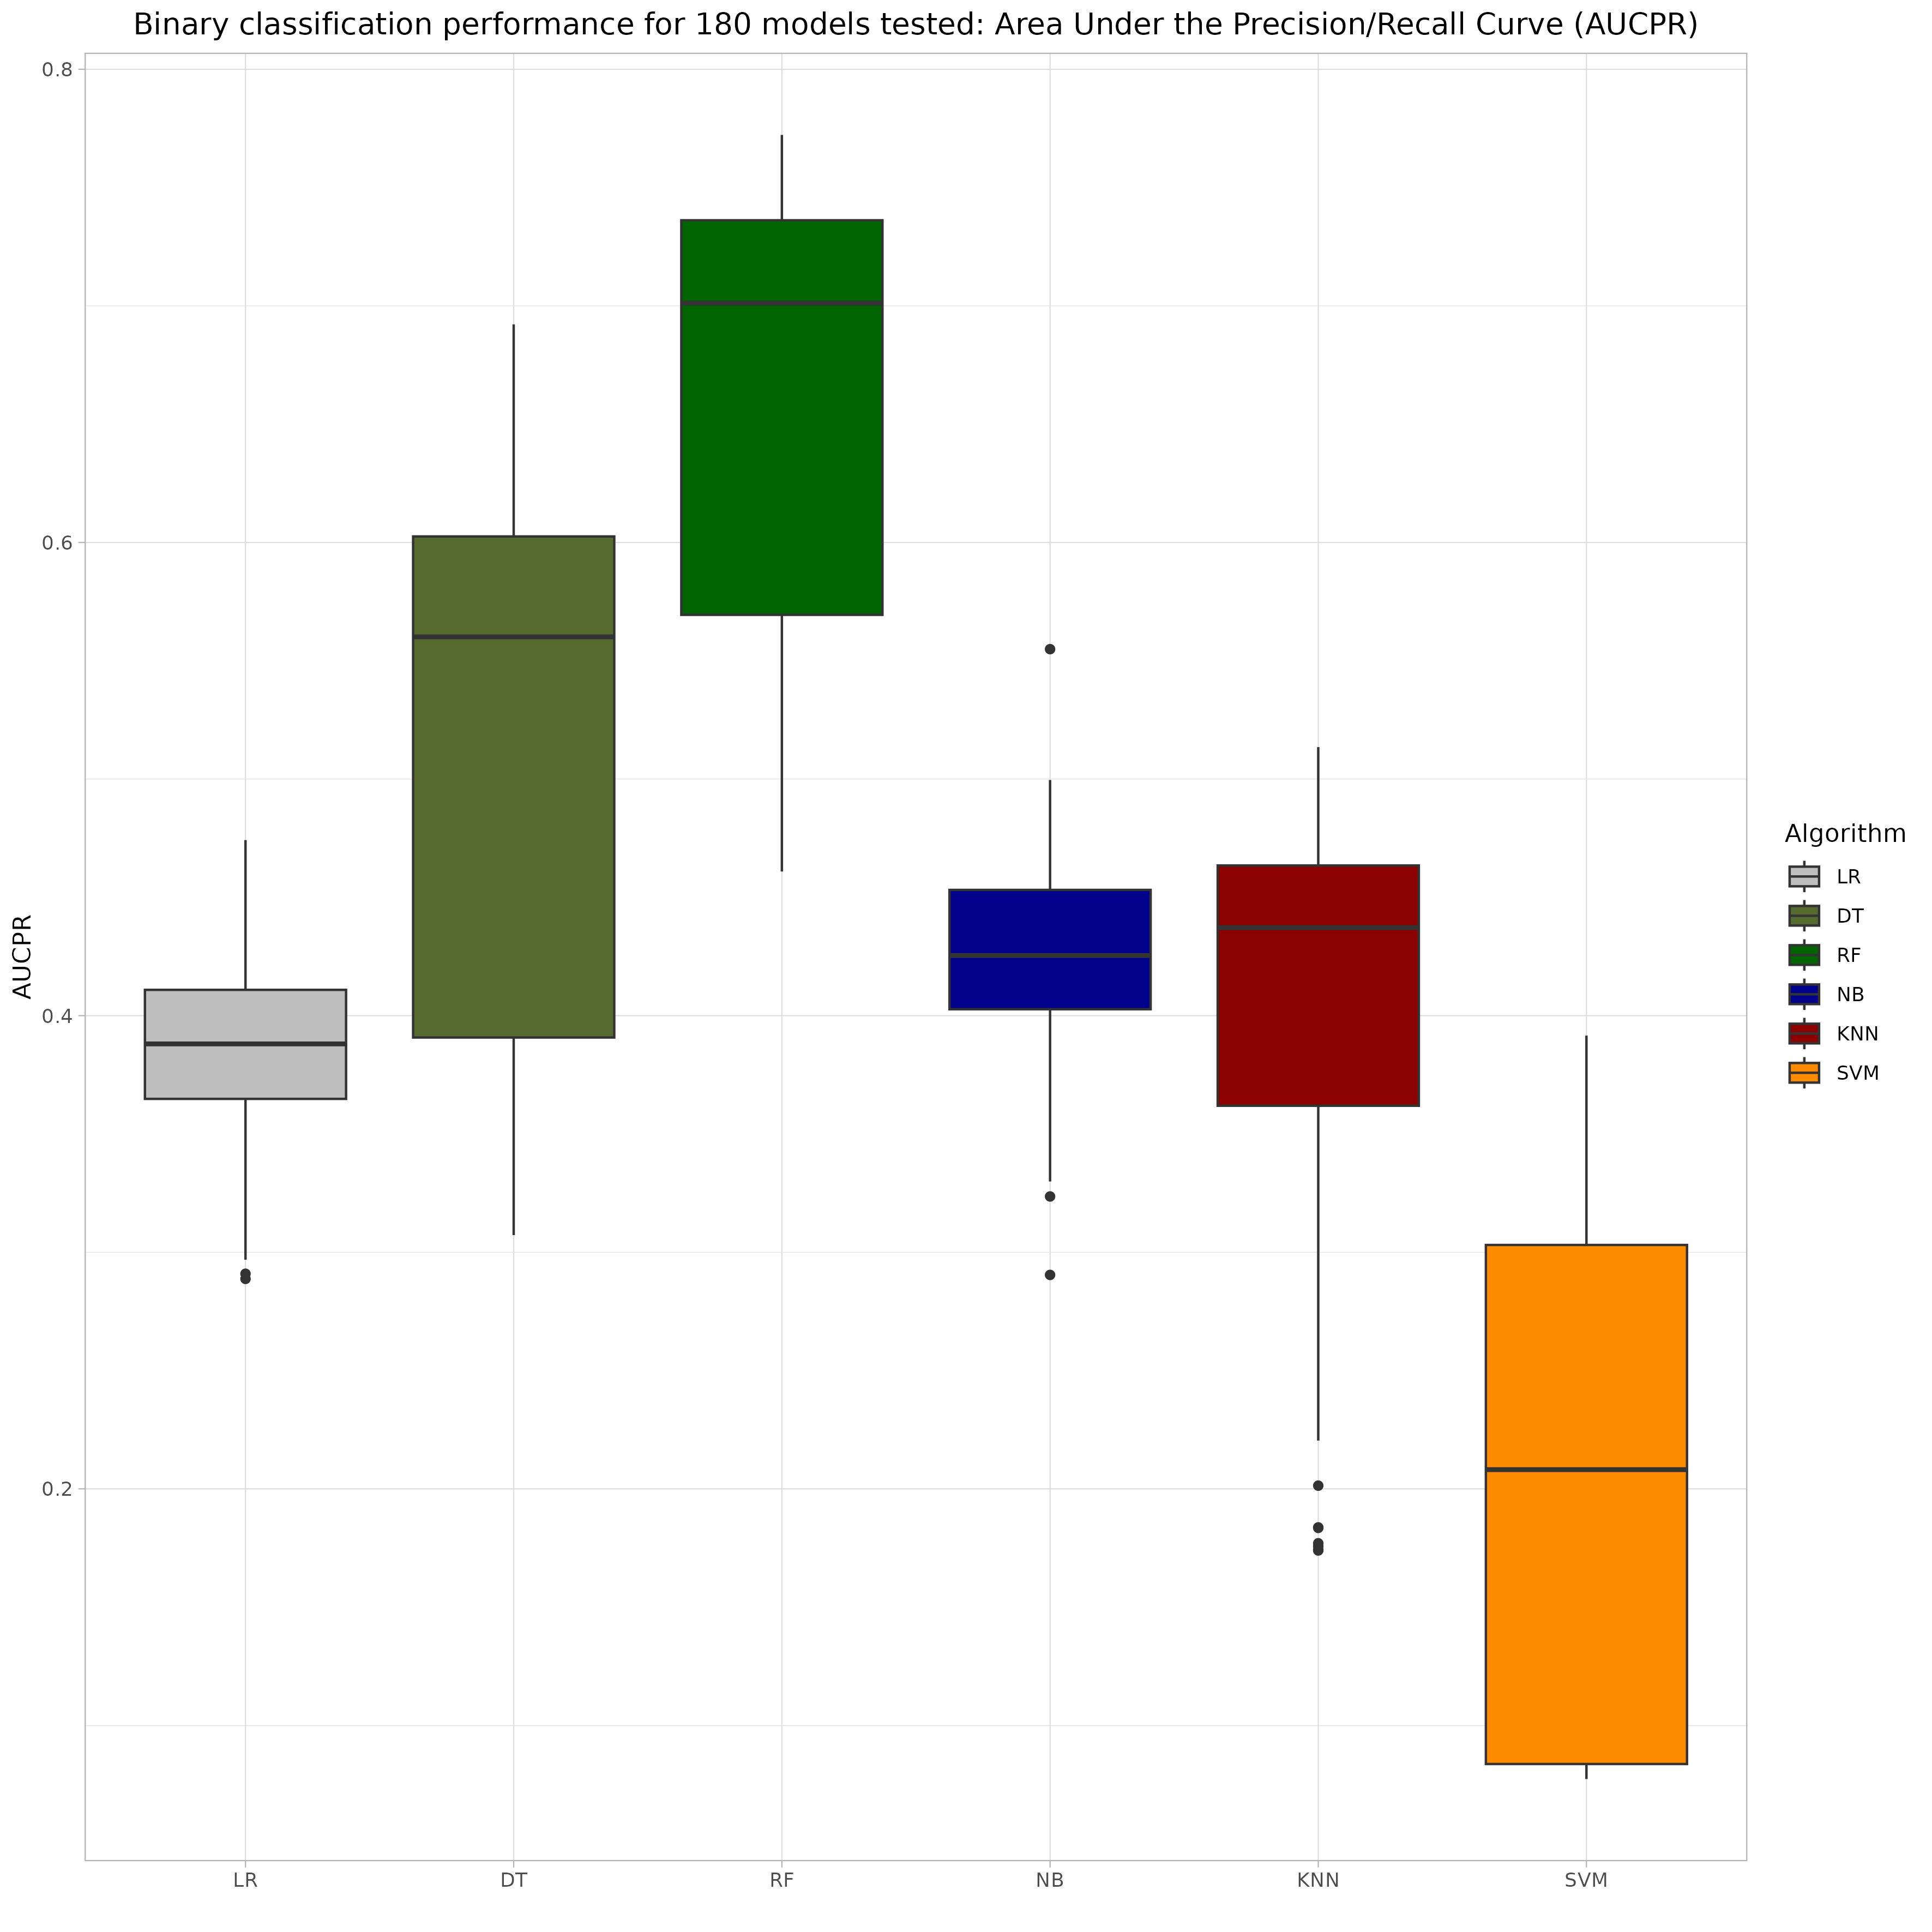 Binary classification performance for 180 models tested: Area Under the Precision/Recall Curve (AUCPR)
0.8
0.6
0.4
0.2
AUCPR
LR DT RF NB KNN SVM
Algorithm
LR
DT
RF
NB
KNN
SVM